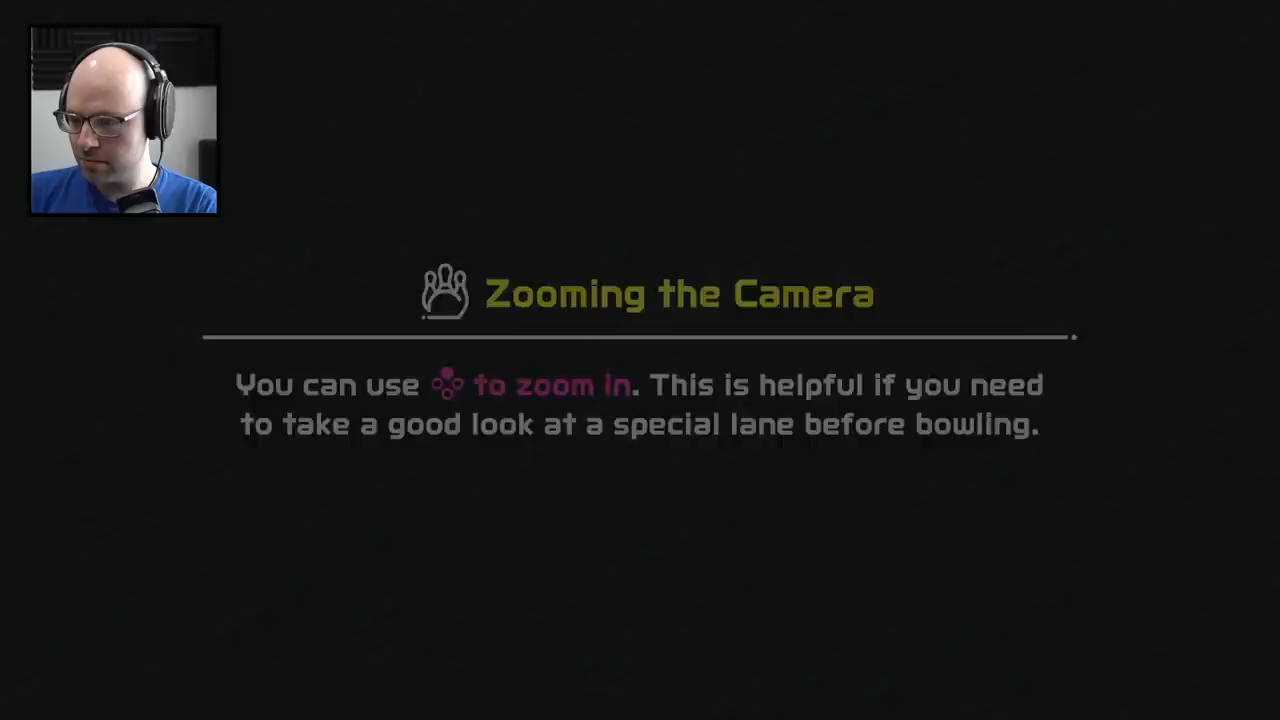 Zooming the Camera
You can use to zoom in. This is helpful if you need
to take a good look at a special lane before bowling.